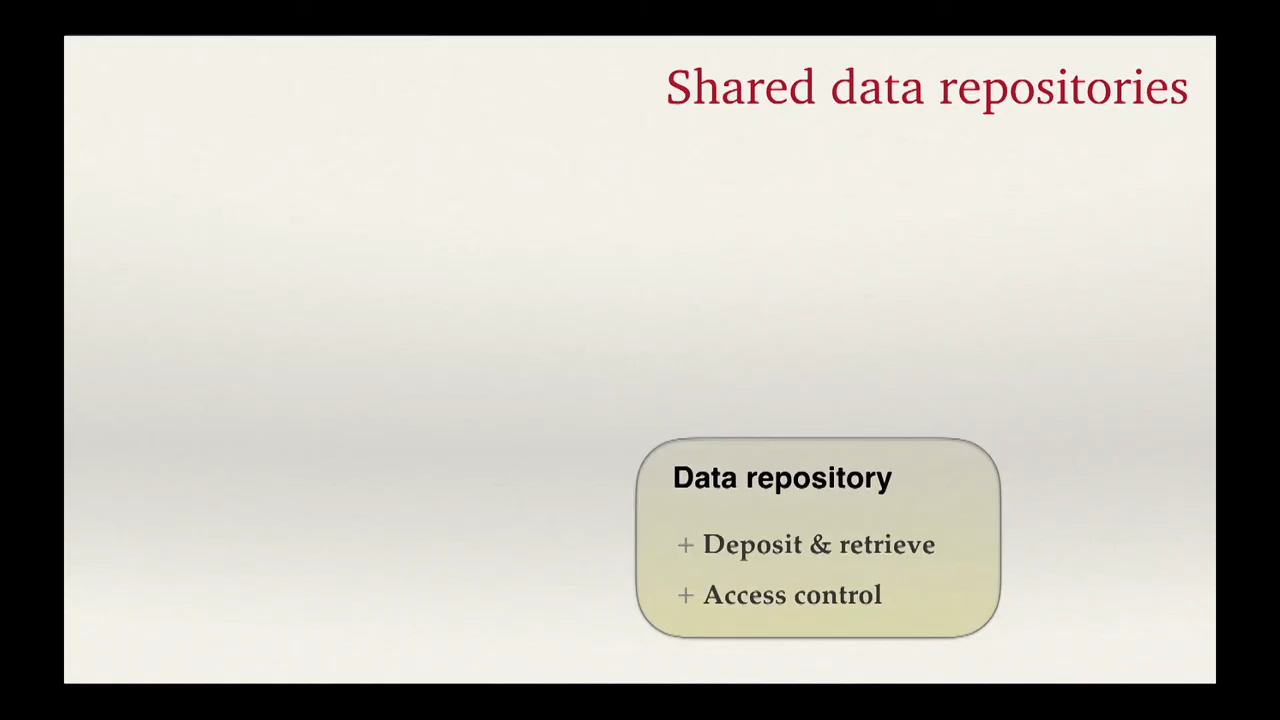 Shared data repositories
Data repository
+ Deposit & retrieve
+ Access control